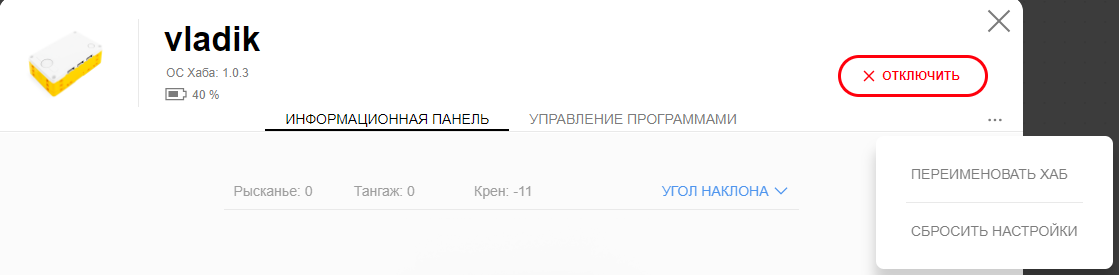 vladik
ОС Хаба: 1.0.3
40 %
ОТКЛЮЧИТЬ
ИНФОРМАЦИОННАЯ ПАНЕЛЬ УПРАВЛЕНИЕ ПРОГРАММАМИ ...
Рысканье: 0 Тангаж: 0 Крен: -11 УГОЛ НАКЛОНА
ПЕРЕИМЕНОВАТЬ ХАБ
СБРОСИТЬ НАСТРОЙКИ